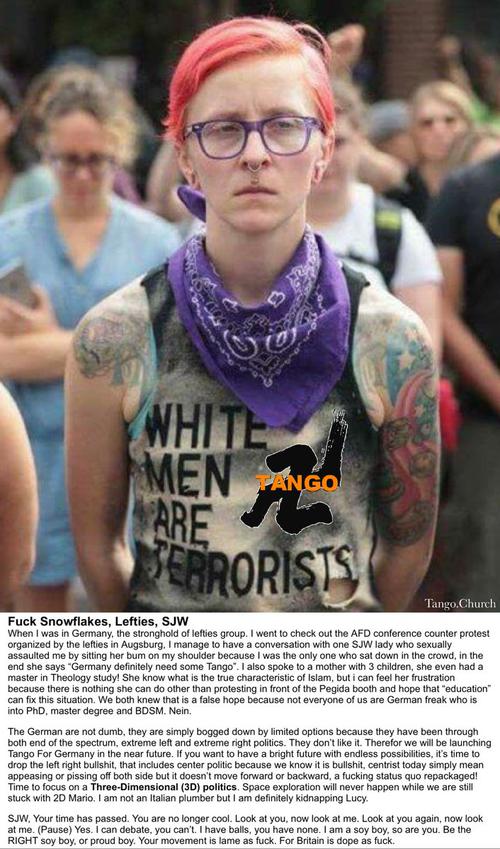 WHITE
MEN
ARE
TERRORISTS
TANGO
Tango.Church
Fuck Snowflakes, Lefties, SJW
When I was in Germany, the stronghold of lefties group. I went to check out the AFD conference counter protest
organized by the lefties in Augsburg, I manage to have a conversation with one SJW lady who sexually
assaulted me by sitting her bum on my shoulder because I was the only one who sat down in the crowd, in the
end she says “Germany definitely need some Tango”. I also spoke to a mother with 3 children, she even had a
master in Theology study! She know what is the true characteristic of Islam, but i can feel her frustration
because there is nothing she can do other than protesting in front of the Pegida booth and hope that “education”
can fix this situation. We both knew that is a false hope because not everyone us are German freak who is
into PhD, master degree and BDSM. Nein.
The German are not dumb, they are simply bogged down by limited options because they have been through
both end of the spectrum, extreme left and extreme right politics. They don’t like it. Therefor we will be launching
Tango For Germany in the near future. If you want to have a bright future with endless possibilities, it’s time to
drop the left right bullshit, that includes center politic because we know it is bullshit, centrist today simply mean
appeasing or pissing off both side but it doesn’t move forward or backward, a fucking status quo repackaged!
Time to focus on a Three-Dimensional (3D) politics. Space exploration will never happen while we are still
stuck with 2D Mario. I am not an Italian plumber but I am definitely kidnapping Lucy.
SJW, Your time has passed. You are no longer cool. Look at you, now look at me. Look at you again, now look
at me. (Pause) Yes. I can debate, you can’t. I have balls, you have none. I am a soy boy, so are you. Be the
RIGHT soy boy, or proud boy. Your movement is lame as fuck. For Britain is dope as fuck.